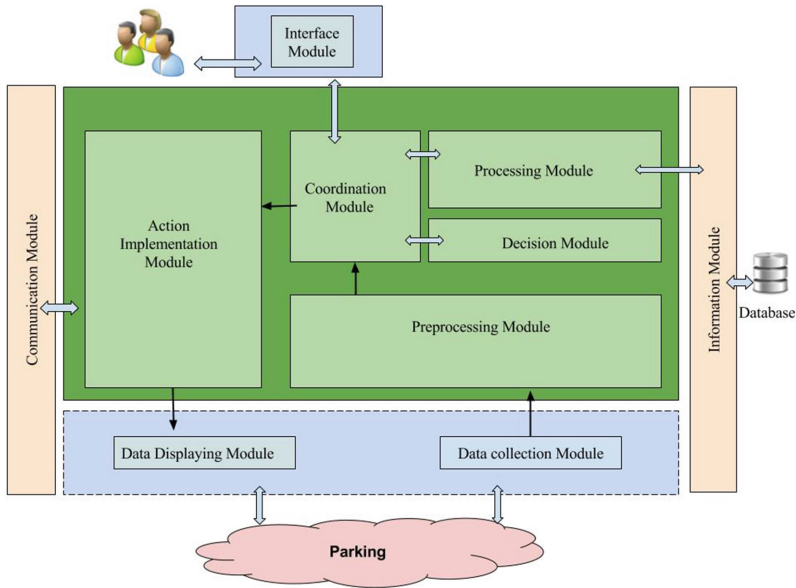 Interface
Module
Communication Module
Action
Implementation
Module
Coordination
Module
Processing Module
Decision Module
Preprocessing Module
Information Module
Database
Data Displaying Module
Data collection Module
Parking